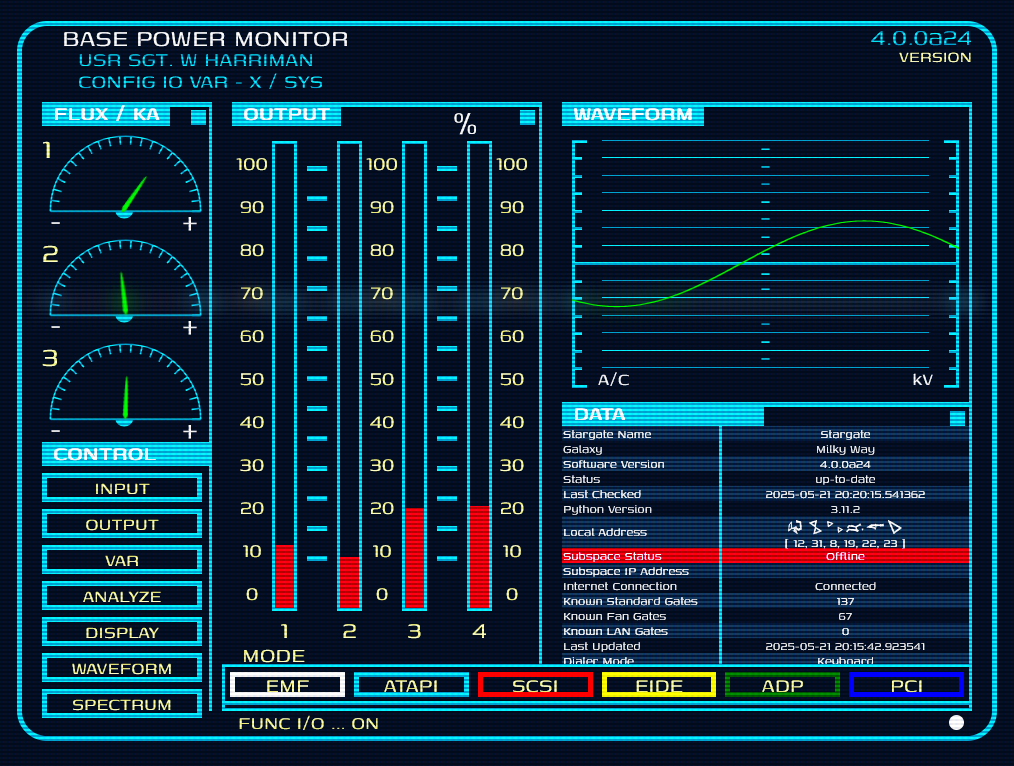 BASE POWER MONITOR
USR SGT. W HARRIMAN
CONFIG IO VAR - X / SYS
4.0.0a24
VERSION
FLUX / KA
1
- +
2
- +
3
- +
CONTROL
INPUT
OUTPUT
VAR
ANALYZE
DISPLAY
WAVEFORM
SPECTRUM
OUTPUT
%
100 100 100
90 90 90
80 80 80
70 70 70
60 60 60
50 50 50
40 40 40
30 30 30
20 20 20
10 10 10
0 0 0
1 2 3 4
MODE
EMF ATAPI SCSI EIDE ADP PCI
FUNC I/O ... ON
WAVEFORM
A/C kV
DATA
Stargate Name Stargate
Galaxy Milky Way
Software Version 4.0.0a24
Status up-to-date
Last Checked 2025-05-21 20:20:15.541362
Python Version 3.11.2
Local Address [ 12, 31, 8, 19, 22, 23 ]
Subspace Status Offline
Subspace IP Address
Internet Connection Connected
Known Standard Gates 137
Known Fan Gates 67
Known LAN Gates 0
Last Updated 2025-05-21 20:15:42.923541
Dialer Mode Keyboard